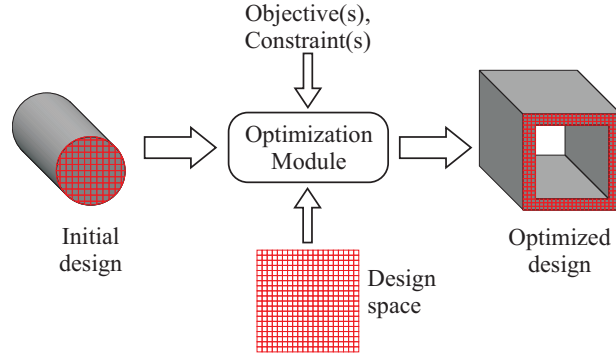 Objective(s),
Constraint(s)
Optimization
Module
Initial
design
Design
space
Optimized
design